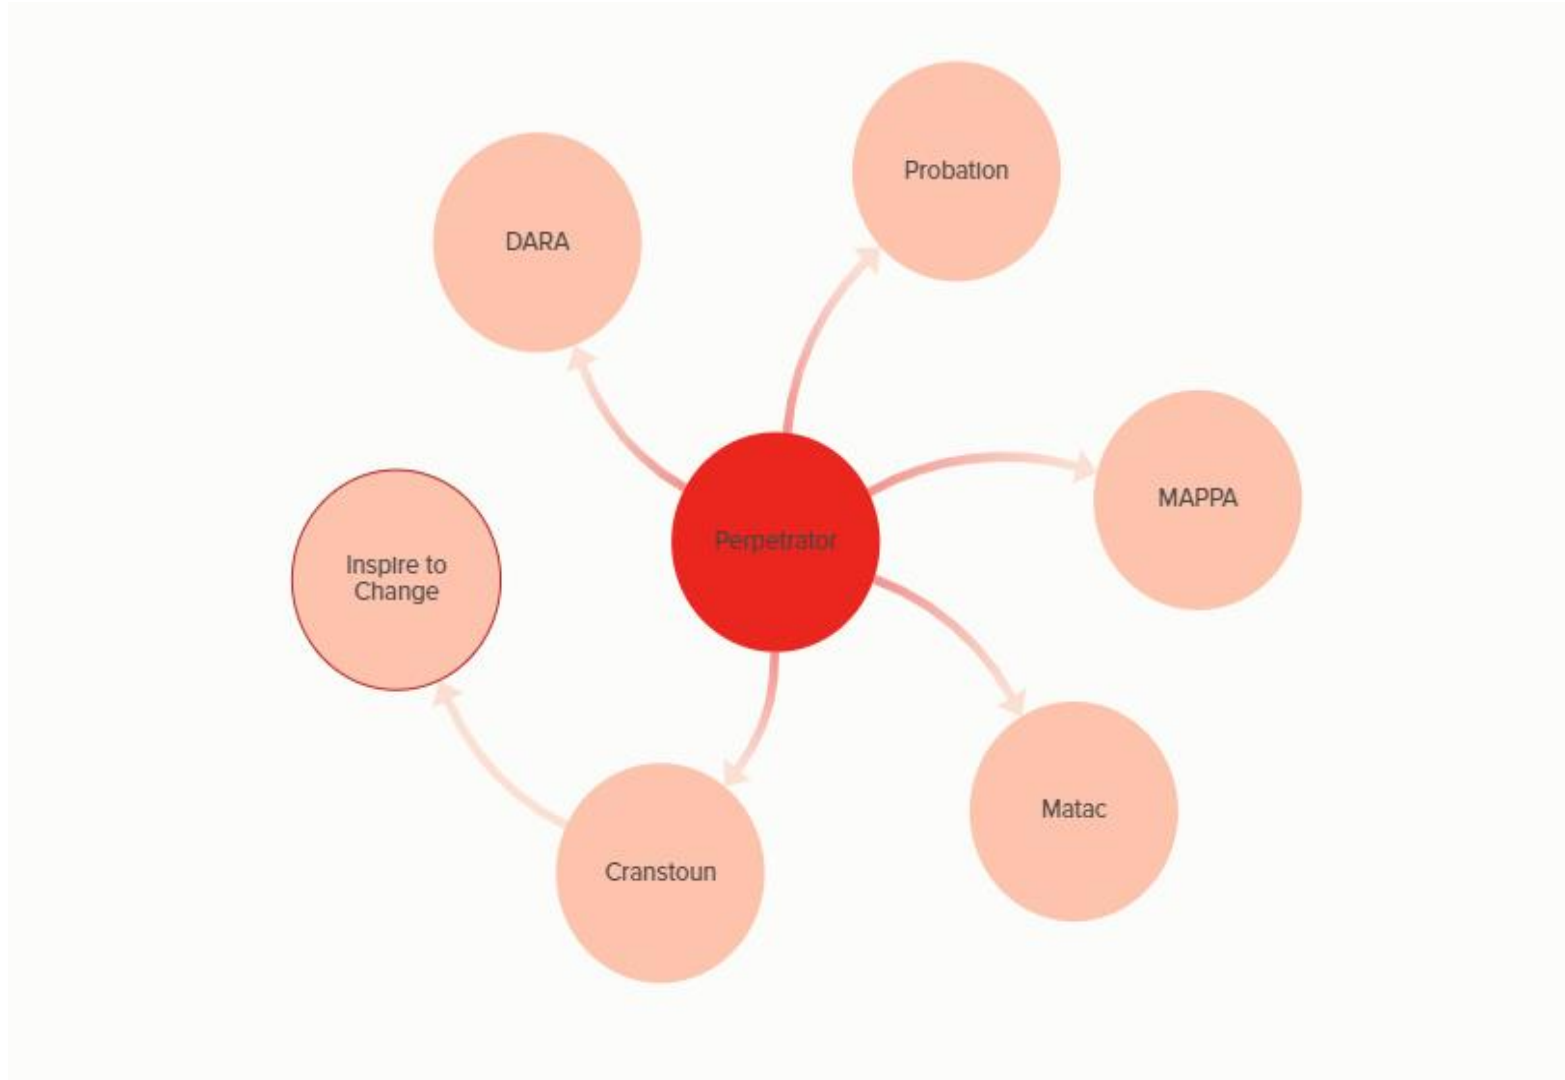 Probation
DARA
MAPPA
Perpetrator
Inspire to
Change
Matac
Cranstoun